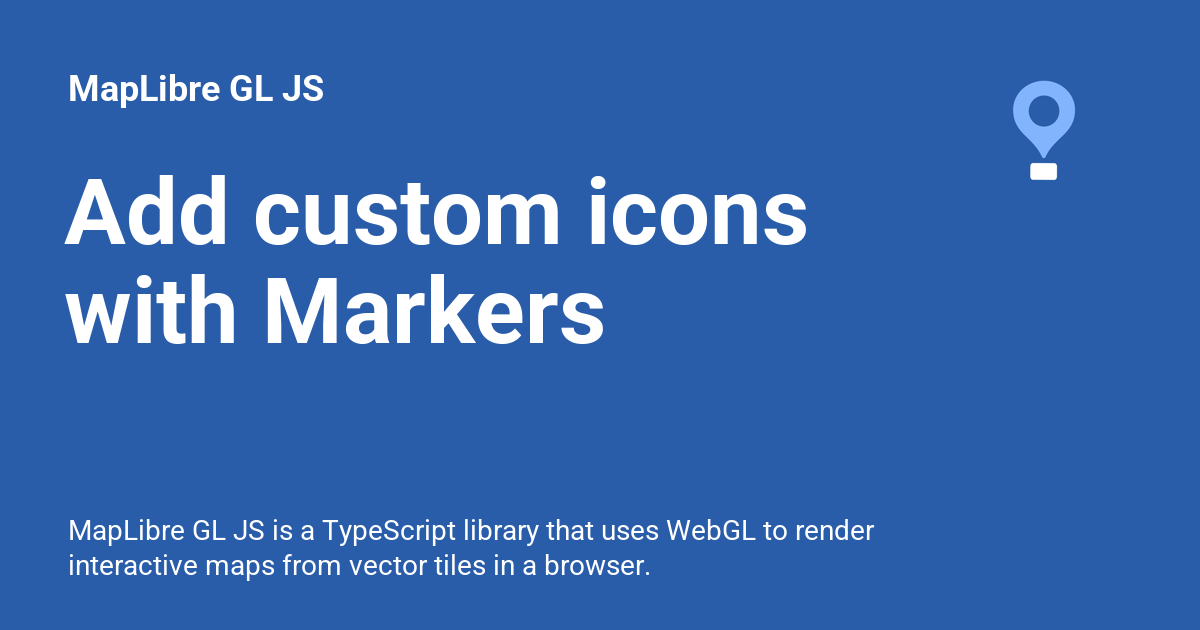 MapLibre GL JS
Add custom icons
with Markers
MapLibre GL JS is a TypeScript library that uses WebGL to render
interactive maps from vector tiles in a browser.